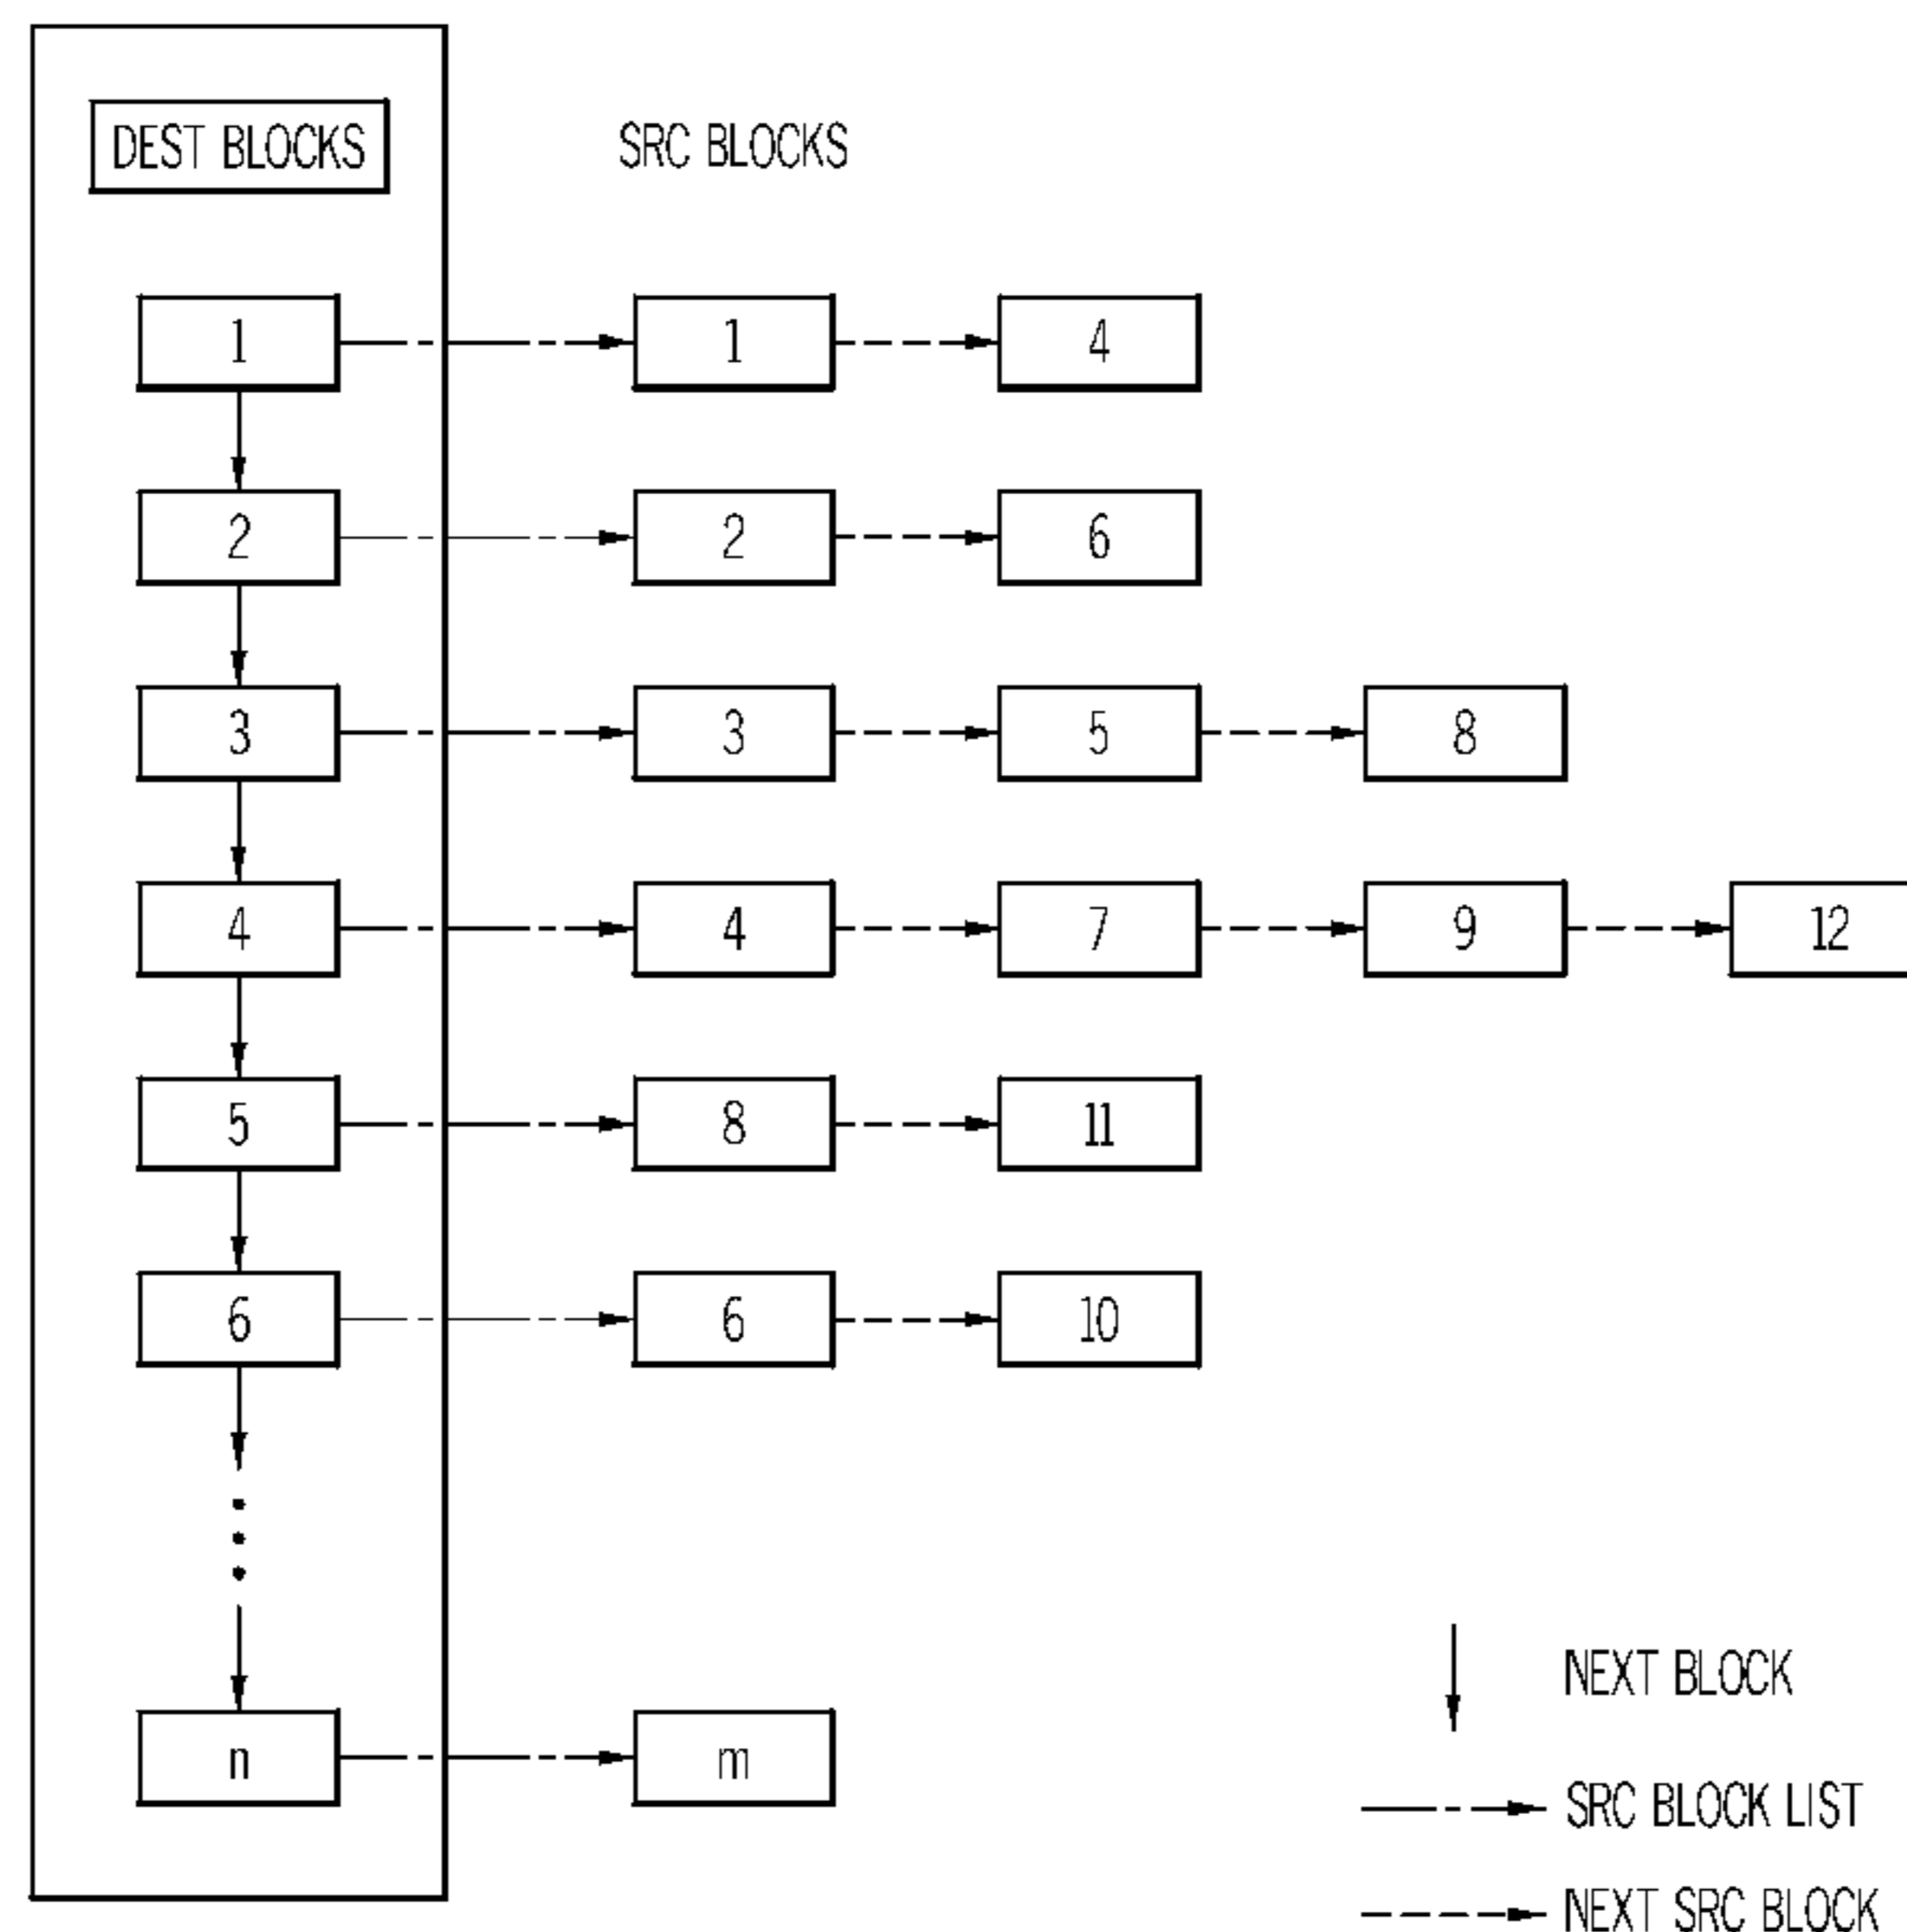 DEST BLOCKS SRC BLOCKS
1 1 4
2 2 6
3 3 5 8
4 4 7 9 12
5 8 11
6 6 10
n m
NEXT BLOCK
SRC BLOCK LIST
NEXT SRC BLOCK